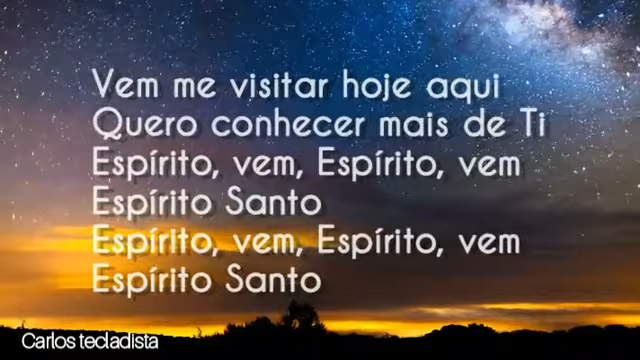 Vem me visitar hoje aqui
Quero conhecer mais de Ti
Espírito, vem, Espírito, vem
Espírito Santo
Espírito, vem, Espírito, vem
Espírito Santo
Carlos tecladista